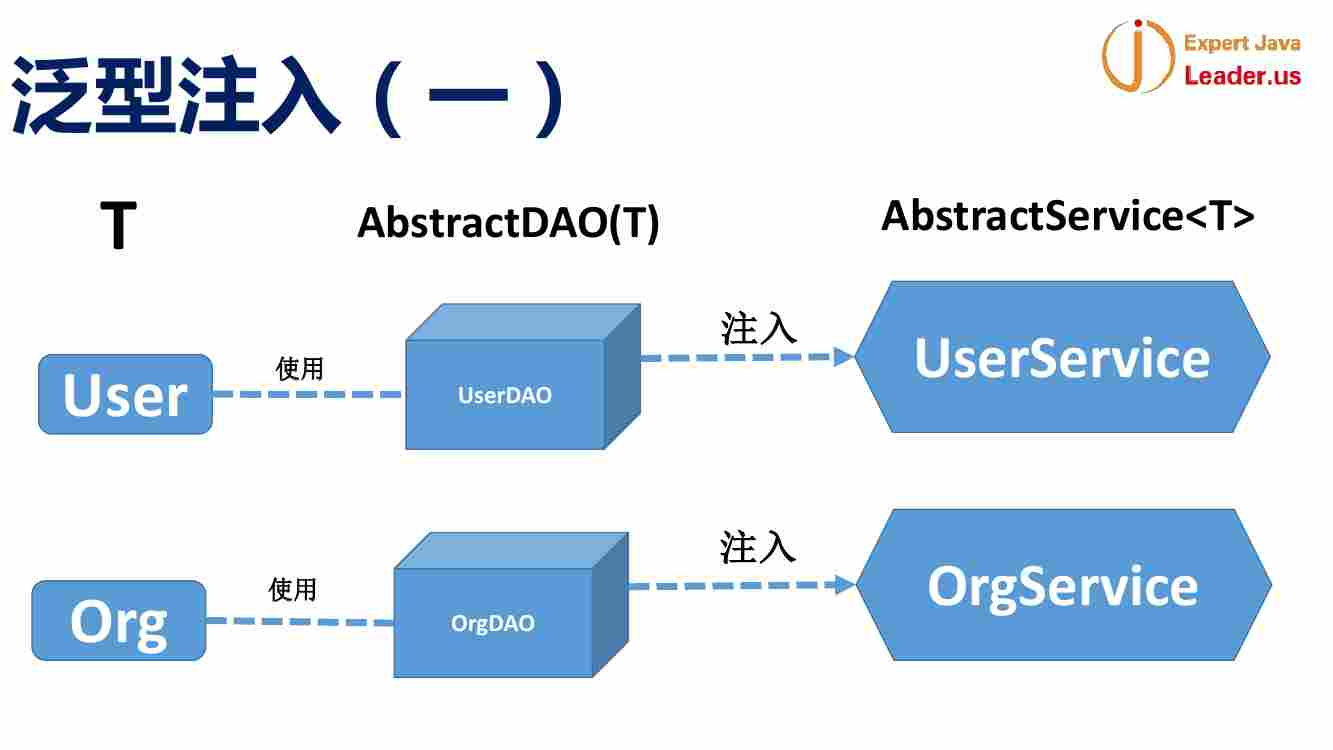 泛型注入（一）
Expert Java
Leader.us
T
AbstractDAO(T)
AbstractService<T>
User
使用
UserDAO
注入
UserService
Org
使用
OrgDAO
注入
OrgService